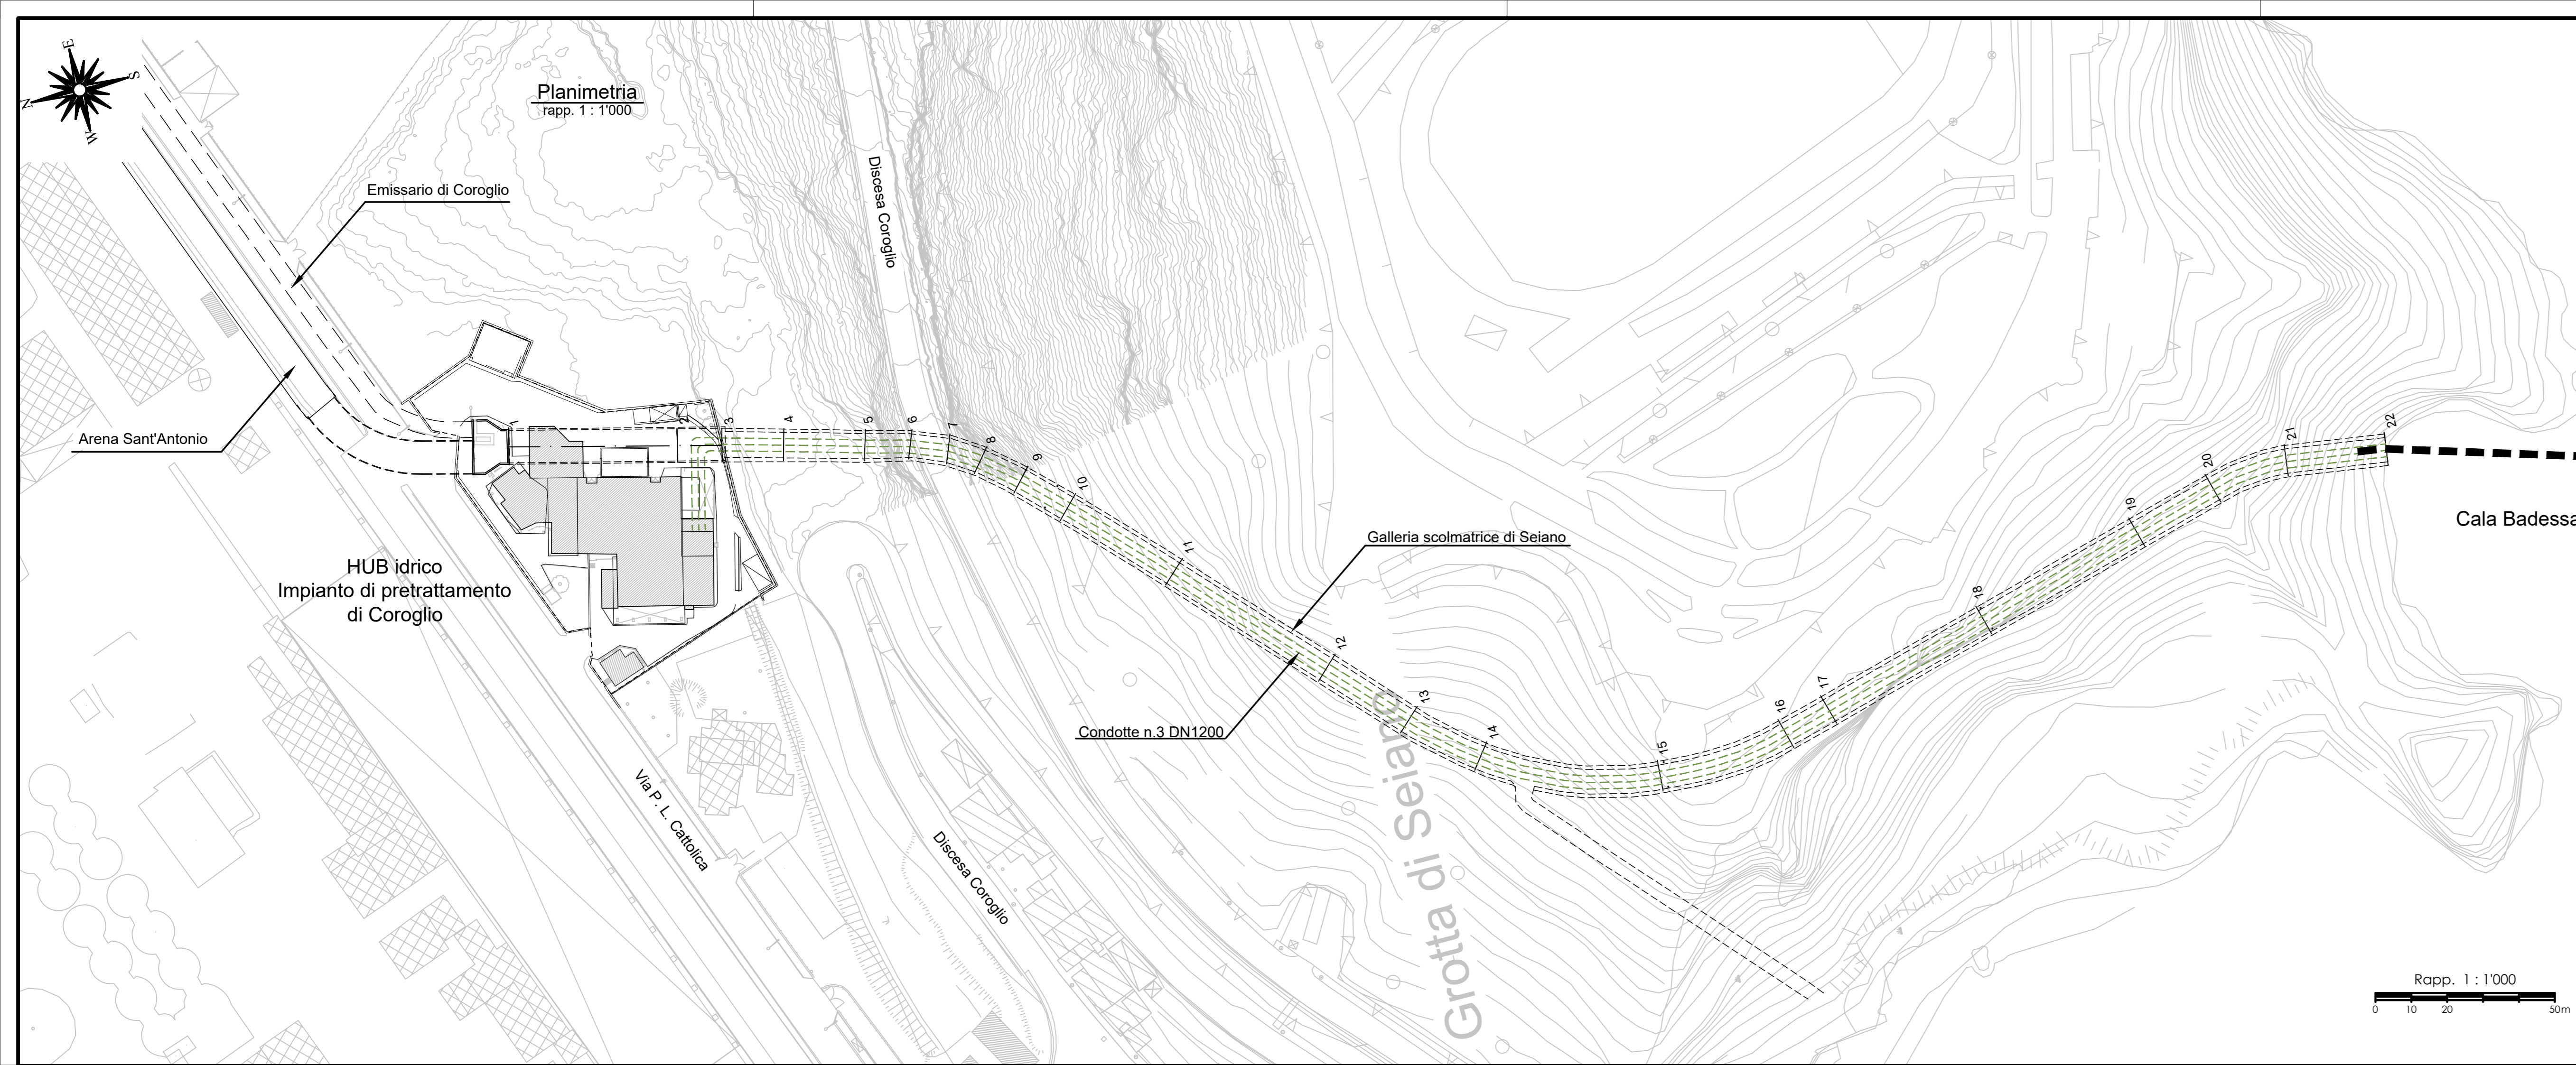 E
S
N
W
Planimetria
rapp. 1 : 1'000
Emissario di Coroglio
Discesa Coroglio
Arena Sant'Antonio
HUB idrico
Impianto di pretrattamento
di Coroglio
1
2
3
4
5
6
7
8
9
10
11
12
13
14
15
16
17
18
19
20
21
22
Galleria scolmatrice di Seiano
Condotte n.3 DN1200
Cala Badessa
Via P. L. Cattolica
Discesa Coroglio
Grotta di Seiano
Rapp. 1 : 1'000
0 10 20 50m